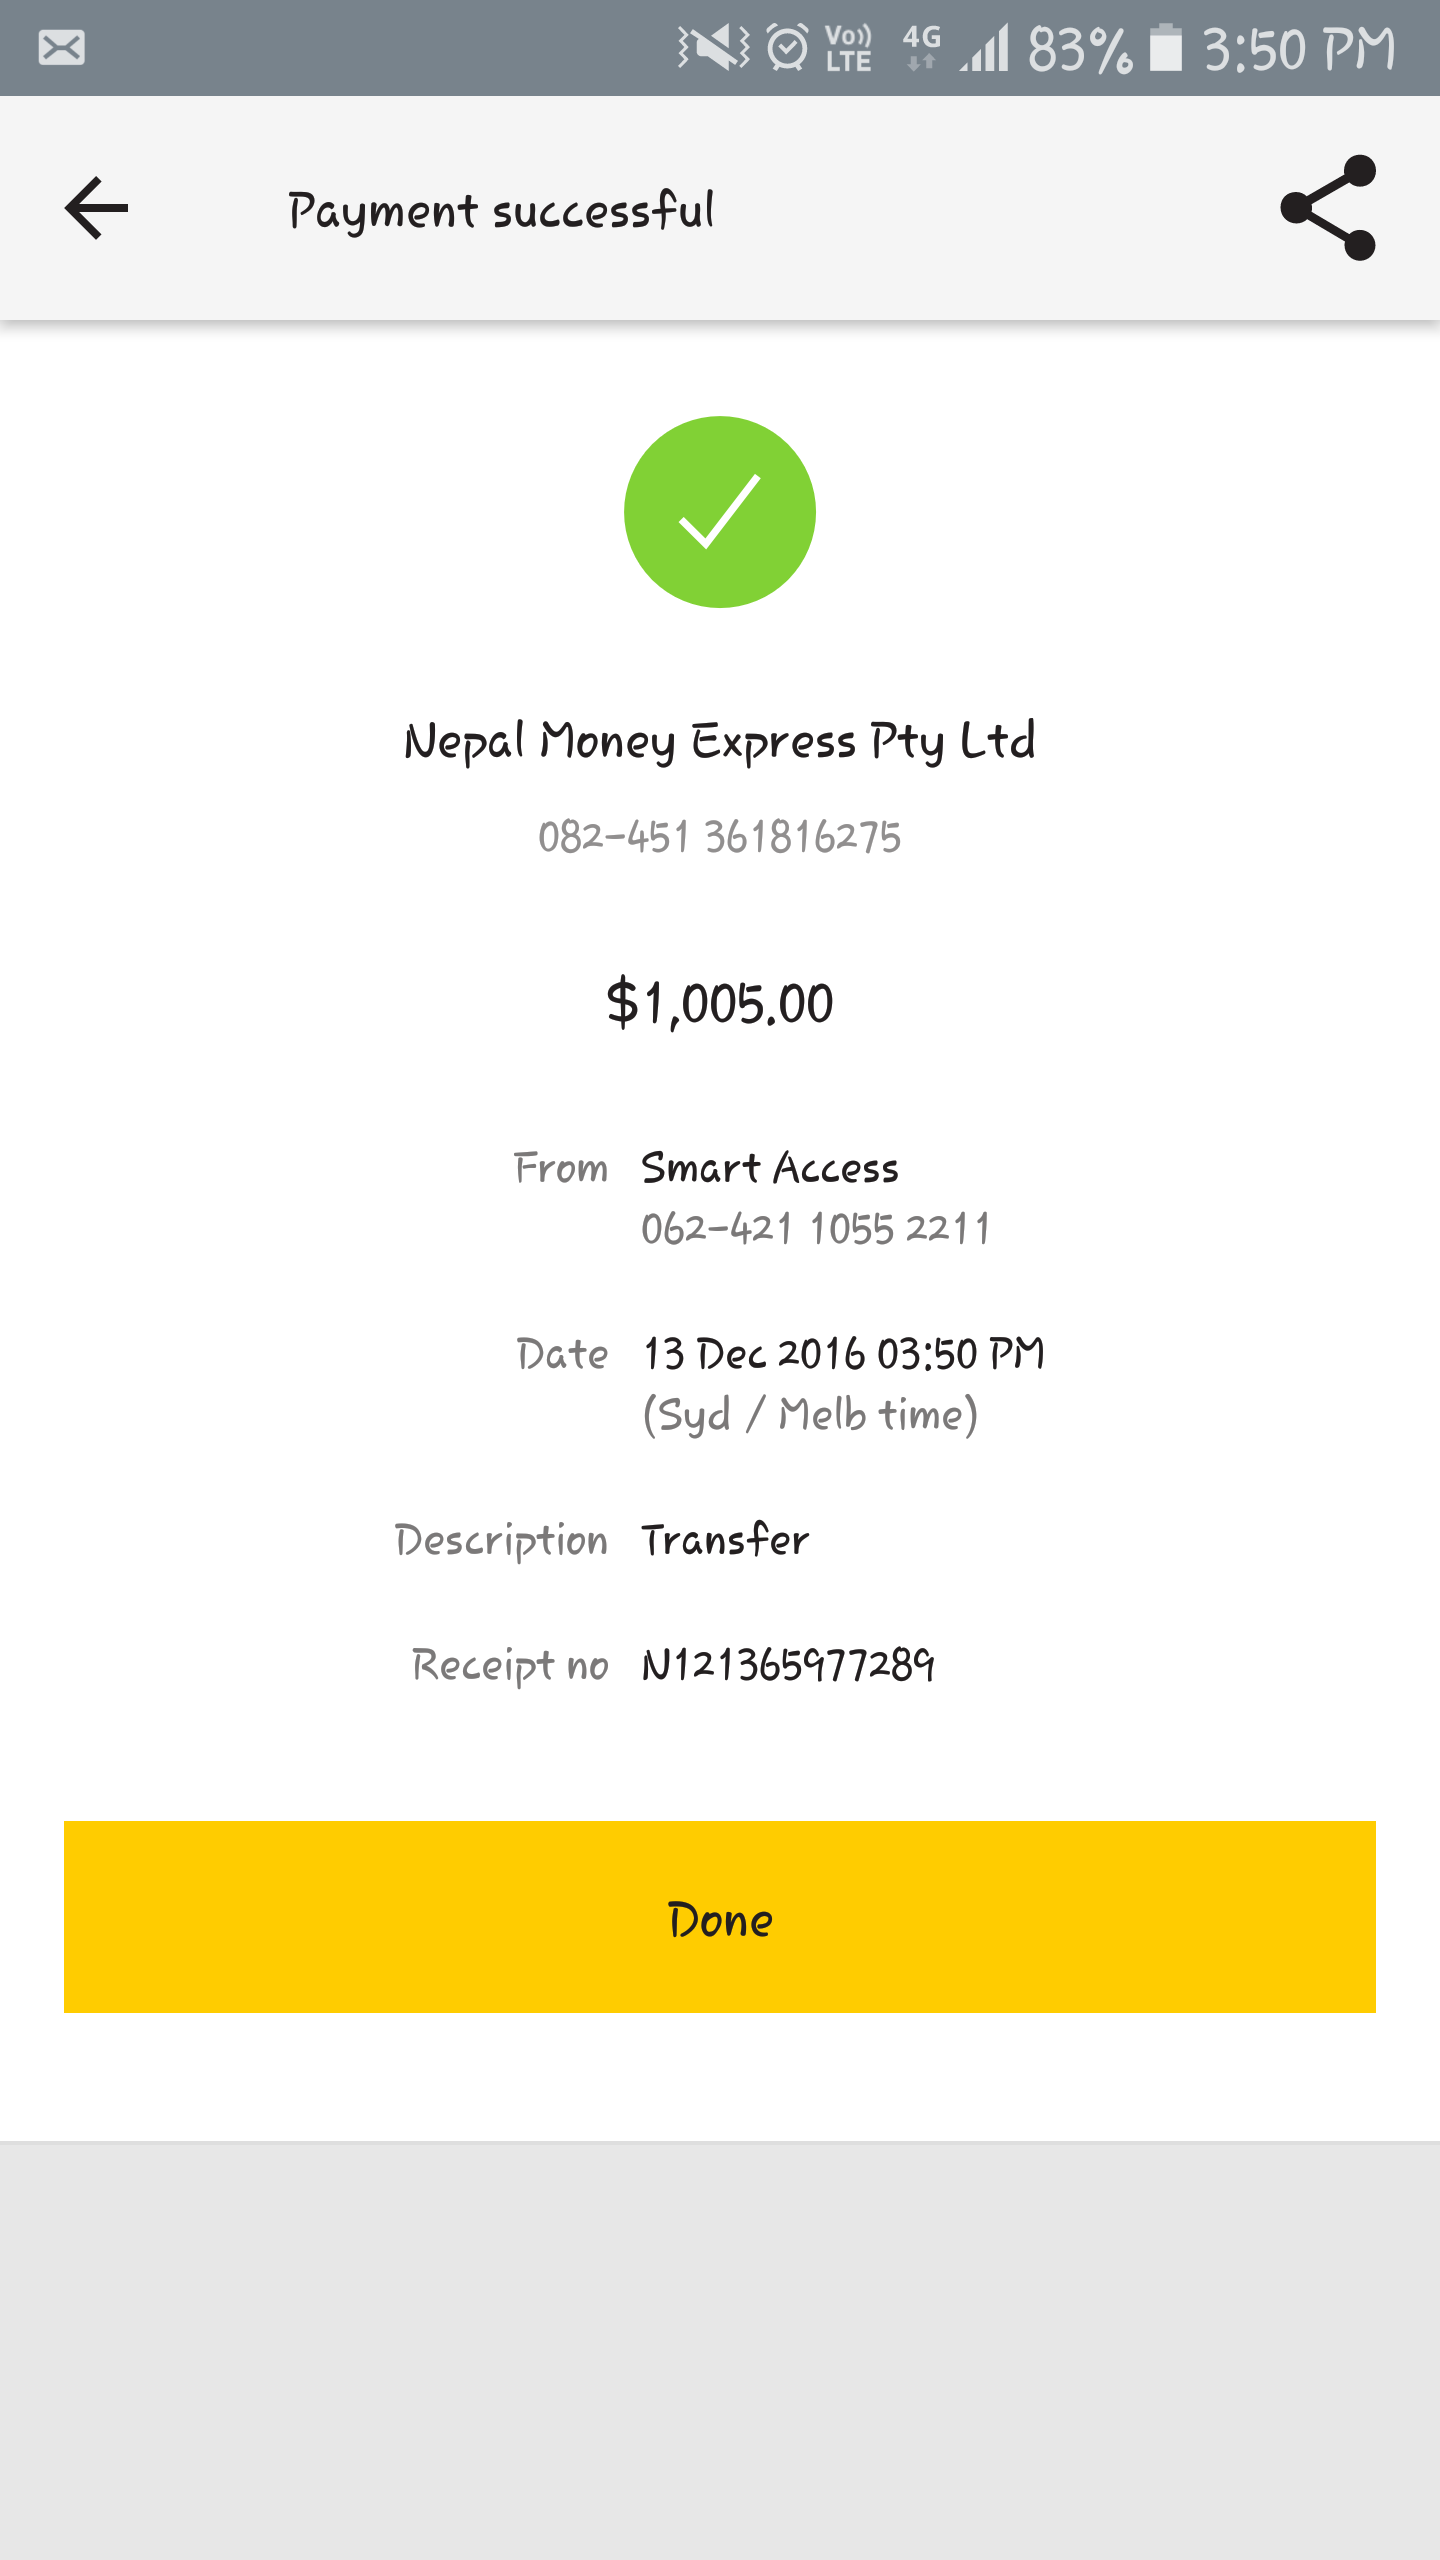 Vo)) LTE 4G 83% 3:50 PM
Payment successful
Nepal Money Express Pty Ltd
082-451 361816275
$1,005.00
From Smart Access
062-421 1055 2211
Date 13 Dec 2016 03:50 PM
(Syd / Melb time)
Description Transfer
Receipt no N121365977289
Done